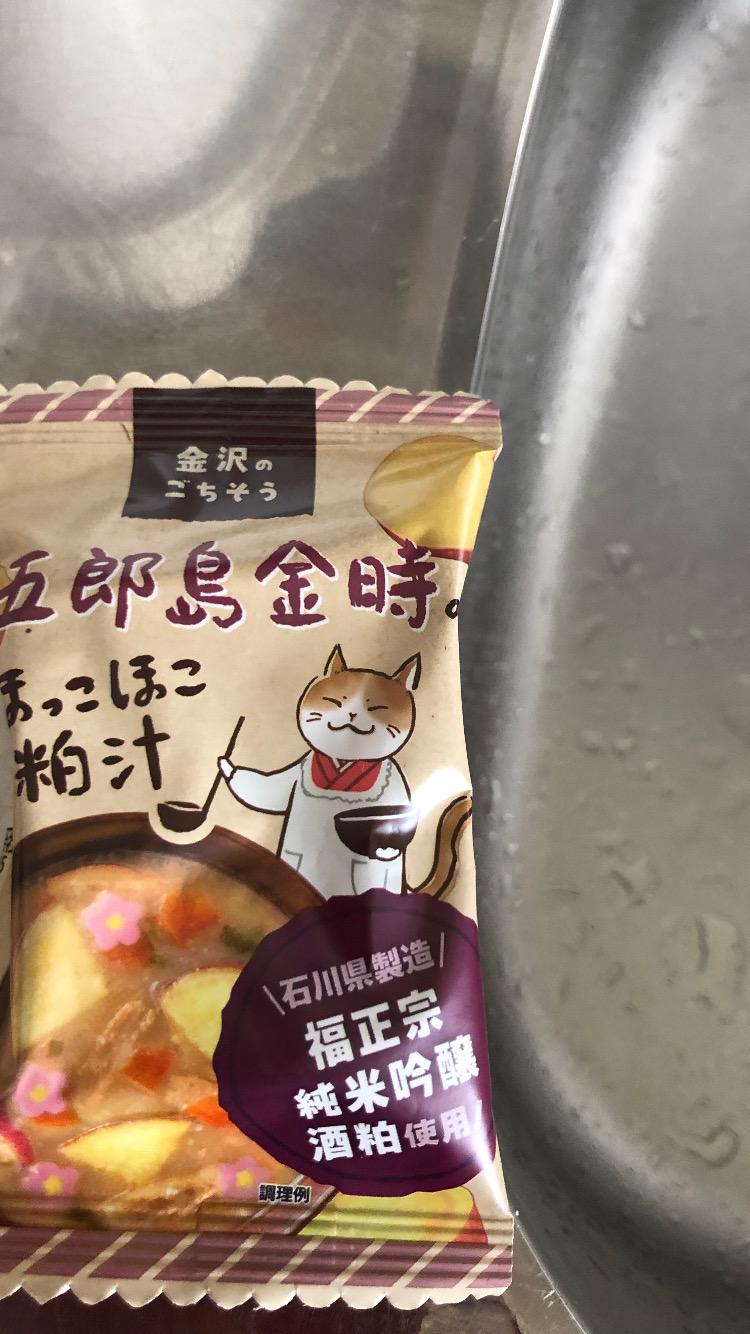 金沢の
ごちそう
五郎島金時。
ほっこほこ
粕汁
\石川県製造/
福正宗
純米吟醸
酒粕使用!
調理例